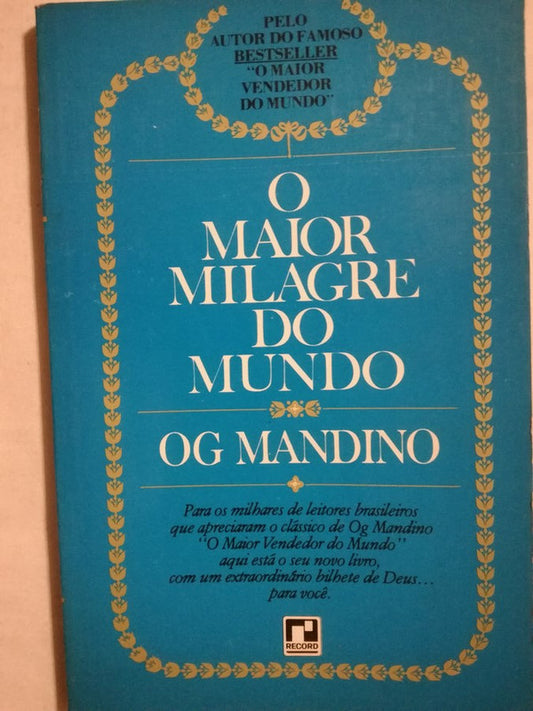 PELO
AUTOR DO FAMOSO
BESTSELLER
"O MAIOR
VENDEDOR
DO MUNDO"
O
MAIOR
MILAGRE
DO
MUNDO
OG MANDINO
Para os milhares de leitores brasileiros
que apreciaram o clássico de Og Mandino
"O Maior Vendedor do Mundo"
aqui está o seu novo livro,
com um extraordinário bilhete de Deus...
para você.
RECORD